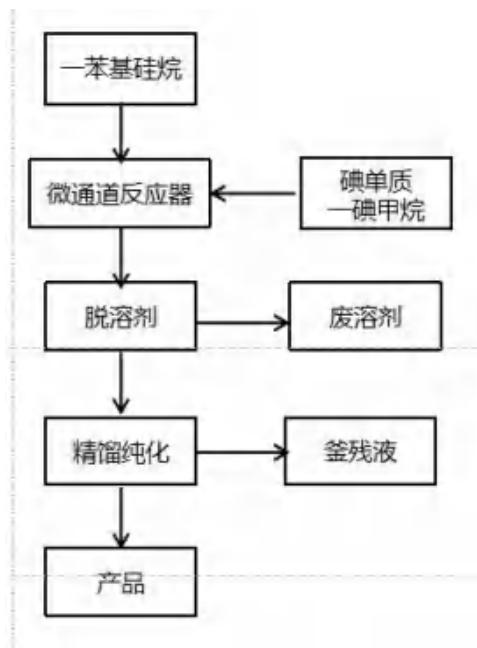 一苯基硅烷
微通道反应器
碘单质
一碘甲烷
脱溶剂
废溶剂
精馏纯化
釜残液
产品